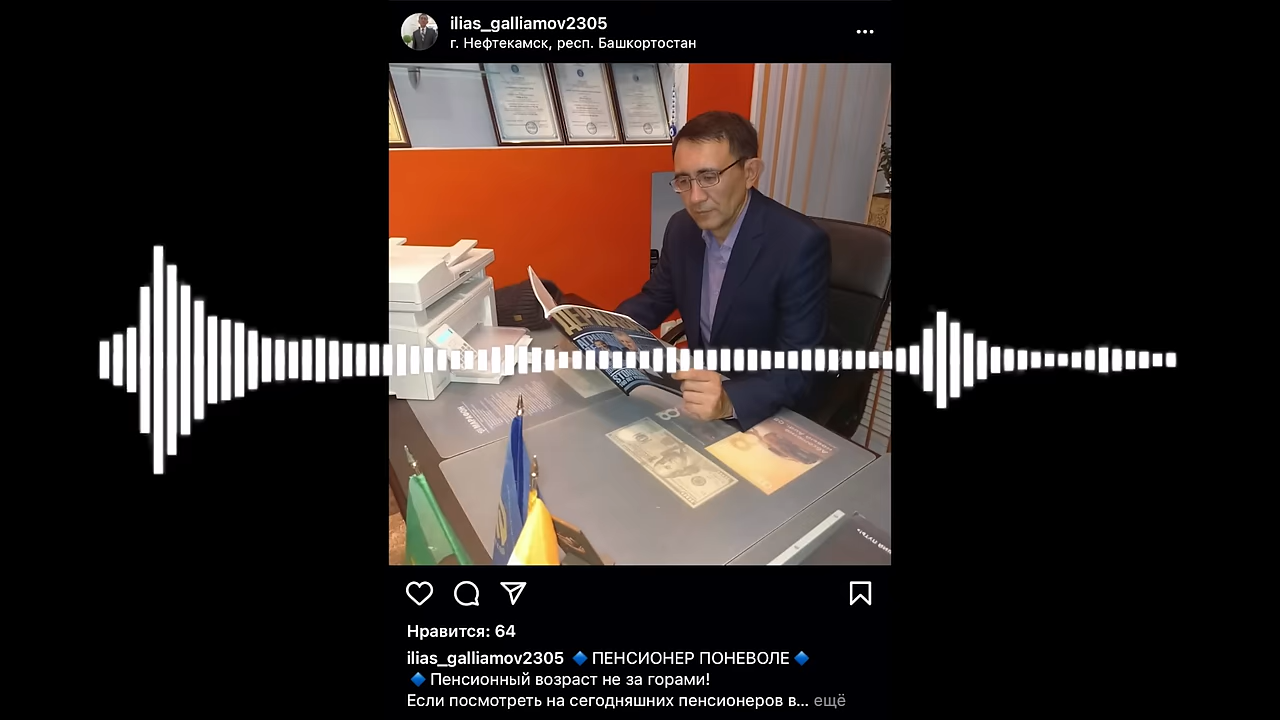 ilias_galliamov2305
г. Нефтекамск, респ. Башкортостан
Нравится: 64
ilias_galliamov2305 🔷ПЕНСИОНЕР ПОНЕВОЛЕ🔷
🔷Пенсионный возраст не за горами!
Если посмотреть на сегодняшних пенсионеров в... ещё